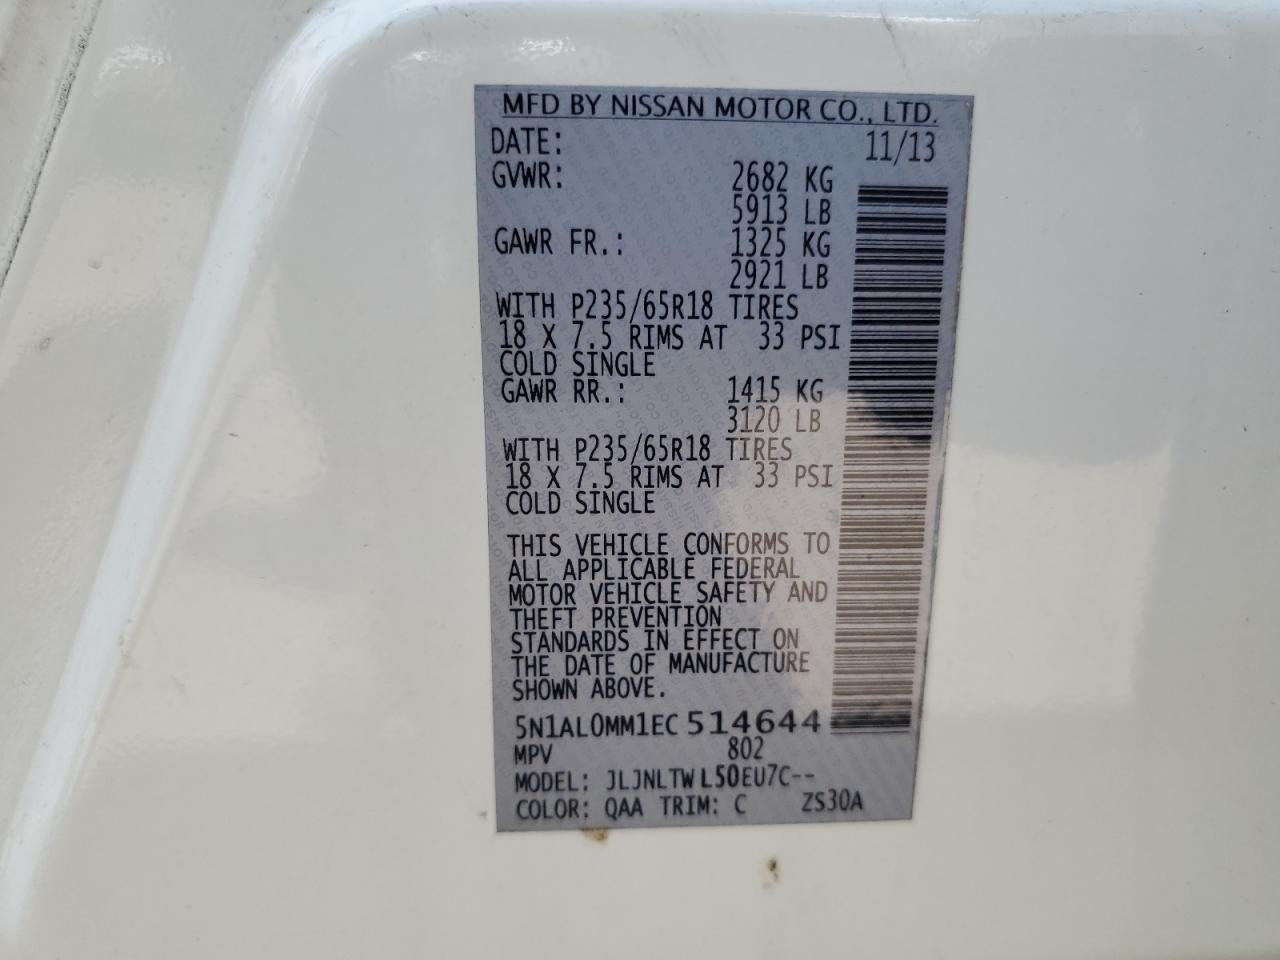 MFD BY NISSAN MOTOR CO., LTD.
DATE: 11/13
GVWR: 2682 KG
5913 LB
GAWR FR.: 1325 KG
2921 LB
WITH P235/65R18 TIRES
18 X 7.5 RIMS AT 33 PSI
COLD SINGLE
GAWR RR.: 1415 KG
3120 LB
WITH P235/65R18 TIRES
18 X 7.5 RIMS AT 33 PSI
COLD SINGLE
THIS VEHICLE CONFORMS TO
ALL APPLICABLE FEDERAL
MOTOR VEHICLE SAFETY AND
THEFT PREVENTION
STANDARDS IN EFFECT ON
THE DATE OF MANUFACTURE
SHOWN ABOVE.
5N1AL0MM1EC514644
MPV 802
MODEL: JLJNLTWL50EU7C--
COLOR: QAA TRIM: C ZS30A